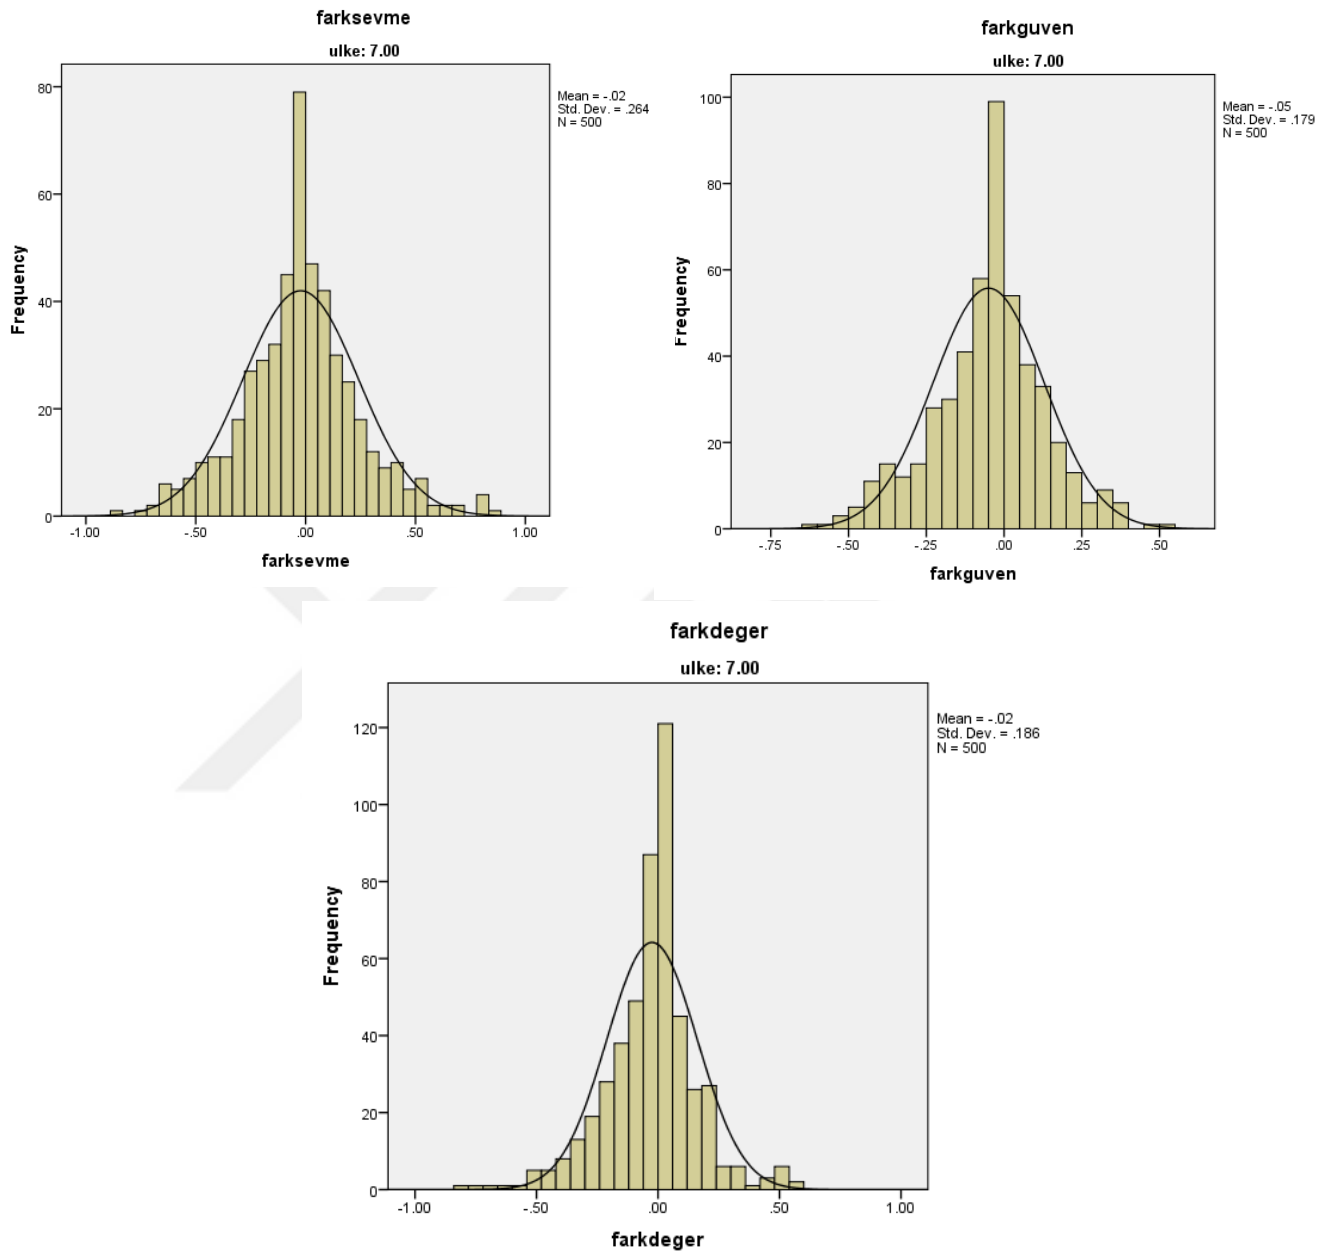 farksevme
ulke: 7.00
Mean = -.02
Std. Dev. = .264
N = 500
Frequency
80
60
40
20
0
-1.00 -.50 .00 .50 1.00
farksevme
farkguven
ulke: 7.00
Mean = -.05
Std. Dev. = .179
N = 500
Frequency
100
80
60
40
20
0
-.75 -.50 -.25 .00 .25 .50
farkguven
farkdeger
ulke: 7.00
Mean = -.02
Std. Dev. = .186
N = 500
Frequency
120
100
80
60
40
20
0
-1.00 -.50 .00 .50 1.00
farkdeger